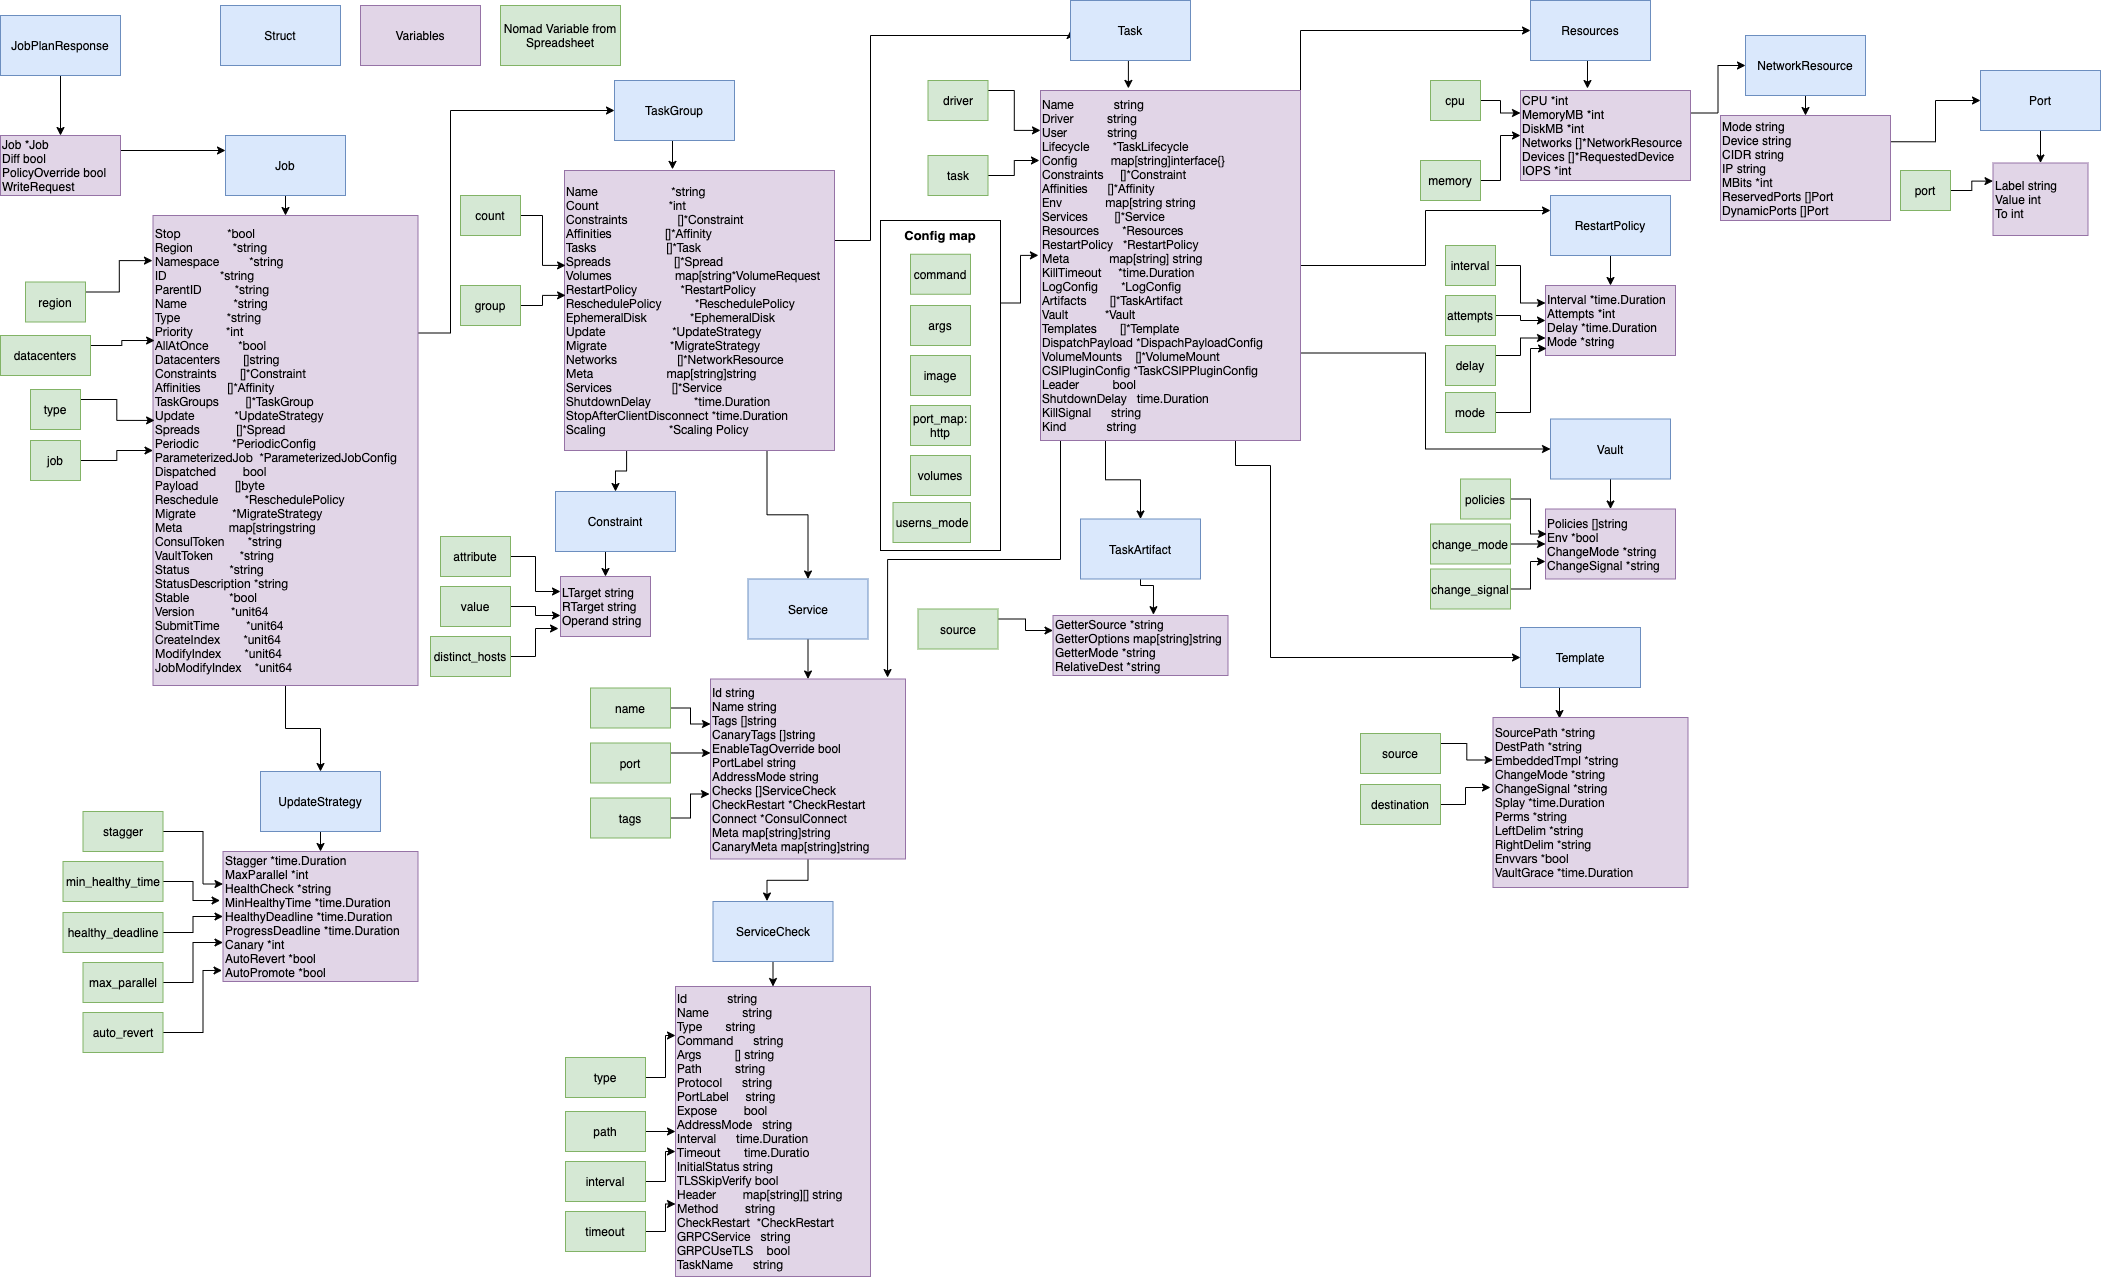 JobPlanResponse
Struct
Variables
Nomad Variable from
Spreadsheet
Job *Job
Diff bool
PolicyOverride bool
WriteRequest
Job
Stop *bool
Region *string
Namespace *string
ID *string
ParentID *string
Name *string
Type *string
Priority *int
AllAtOnce *bool
Datacenters []string
Constraints []*Constraint
Affinities []*Affinity
TaskGroups []*TaskGroup
Update *UpdateStrategy
Spreads []*Spread
Periodic *PeriodicConfig
ParameterizedJob *ParameterizedJobConfig
Dispatched bool
Payload []byte
Reschedule *ReschedulePolicy
Migrate *MigrateStrategy
Meta map[stringstring
ConsulToken *string
VaultToken *string
Status *string
StatusDescription *string
Stable *bool
Version *unit64
SubmitTime *unit64
CreateIndex *unit64
ModifyIndex *unit64
JobModifyIndex *unit64
region
datacenters
type
job
UpdateStrategy
Stagger *time.Duration
MaxParallel *int
HealthCheck *string
MinHealthyTime *time.Duration
HealthyDeadline *time.Duration
ProgressDeadline *time.Duration
Canary *int
AutoRevert *bool
AutoPromote *bool
stagger
min_healthy_time
healthy_deadline
max_parallel
auto_revert
TaskGroup
Name *string
Count *int
Constraints []*Constraint
Affinities []*Affinity
Tasks []*Task
Spreads []*Spread
Volumes map[string*VolumeRequest
RestartPolicy *RestartPolicy
ReschedulePolicy *ReschedulePolicy
EphemeralDisk *EphemeralDisk
Update *UpdateStrategy
Migrate *MigrateStrategy
Networks []*NetworkResource
Meta map[string]string
Services []*Service
ShutdownDelay *time.Duration
StopAfterClientDisconnect *time.Duration
Scaling *Scaling Policy
count
group
Constraint
LTarget string
RTarget string
Operand string
attribute
value
distinct_hosts
Service
Id string
Name string
Tags []string
CanaryTags []string
EnableTagOverride bool
PortLabel string
AddressMode string
Checks []ServiceCheck
CheckRestart *CheckRestart
Connect *ConsulConnect
Meta map[string]string
CanaryMeta map[string]string
name
port
tags
ServiceCheck
Id string
Name string
Type string
Command string
Args [] string
Path string
Protocol string
PortLabel string
Expose bool
AddressMode string
Interval time.Duration
Timeout time.Duratio
InitialStatus string
TLSSkipVerify bool
Header map[string][] string
Method string
CheckRestart *CheckRestart
GRPCService string
GRPCUseTLS bool
TaskName string
type
path
interval
timeout
Task
Name string
Driver string
User string
Lifecycle *TaskLifecycle
Config map[string]interface{}
Constraints []*Constraint
Affinities []*Affinity
Env map[string string
Services []*Service
Resources *Resources
RestartPolicy *RestartPolicy
Meta map[string] string
KillTimeout *time.Duration
LogConfig *LogConfig
Artifacts []*TaskArtifact
Vault *Vault
Templates []*Template
DispatchPayload *DispachPayloadConfig
VolumeMounts []*VolumeMount
CSIPluginConfig *TaskCSIPPluginConfig
Leader bool
ShutdownDelay time.Duration
KillSignal string
Kind string
driver
task
Config map
command
args
image
port_map:
http
volumes
userns_mode
TaskArtifact
GetterSource *string
GetterOptions map[string]string
GetterMode *string
RelativeDest *string
source
Resources
CPU *int
MemoryMB *int
DiskMB *int
Networks []*NetworkResource
Devices []*RequestedDevice
IOPS *int
cpu
memory
NetworkResource
Mode string
Device string
CIDR string
IP string
MBits *int
ReservedPorts []Port
DynamicPorts []Port
Port
Label string
Value int
To int
port
RestartPolicy
Interval *time.Duration
Attempts *int
Delay *time.Duration
Mode *string
interval
attempts
delay
mode
Vault
Policies []string
Env *bool
ChangeMode *string
ChangeSignal *string
policies
change_mode
change_signal
Template
SourcePath *string
DestPath *string
EmbeddedTmpl *string
ChangeMode *string
ChangeSignal *string
Splay *time.Duration
Perms *string
LeftDelim *string
RightDelim *string
Envvars *bool
VaultGrace *time.Duration
source
destination